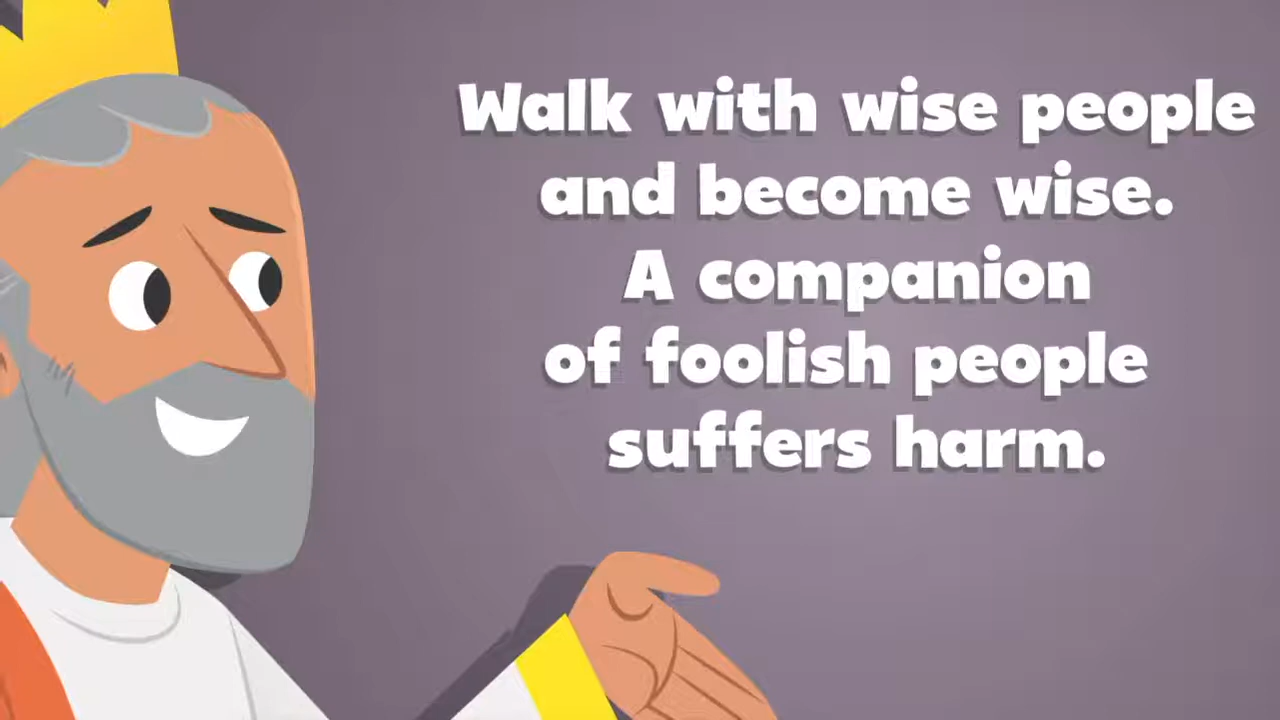 Walk with wise people
and become wise.
A companion
of foolish people
suffers harm.